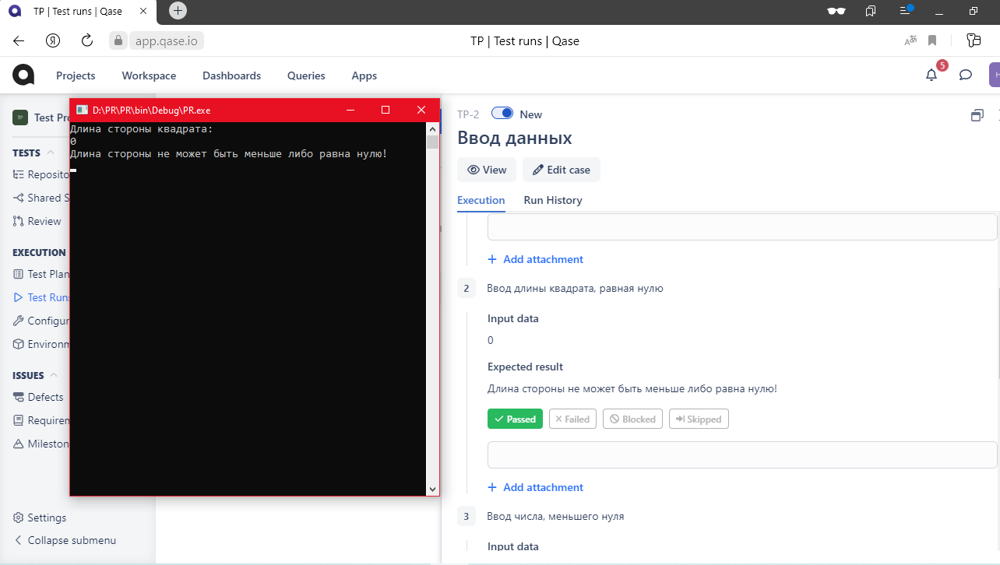 TP | Test runs | Qase
app.qase.io
TP | Test runs | Qase
Projects
Workspace
Dashboards
Queries
Apps
5
TP
Test Pro
TESTS
Reposito
Shared S
Review
EXECUTION
Test Plan
Test Runs
Configur
Environm
ISSUES
Defects
Requirem
Mileston
Settings
Collapse submenu
D:\PR\PR\bin\Debug\PR.exe
Длина стороны квадрата:
0
Длина стороны не может быть меньше либо равна нулю!
TP-2
New
Ввод данных
View
Edit case
Execution
Run History
Add attachment
2
Ввод длины квадрата, равная нулю
Input data
0
Expected result
Длина стороны не может быть меньше либо равна нулю!
Passed
Failed
Blocked
Skipped
Add attachment
3
Ввод числа, меньшего нуля
Input data